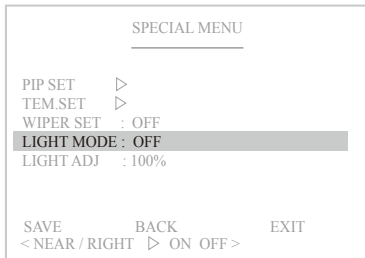 SPECIAL MENU
PIP SET ▷
TEM.SET ▷
WIPER SET : OFF
LIGHT MODE : OFF
LIGHT ADJ : 100%
SAVE BACK EXIT
< NEAR / RIGHT ▷ ON OFF >